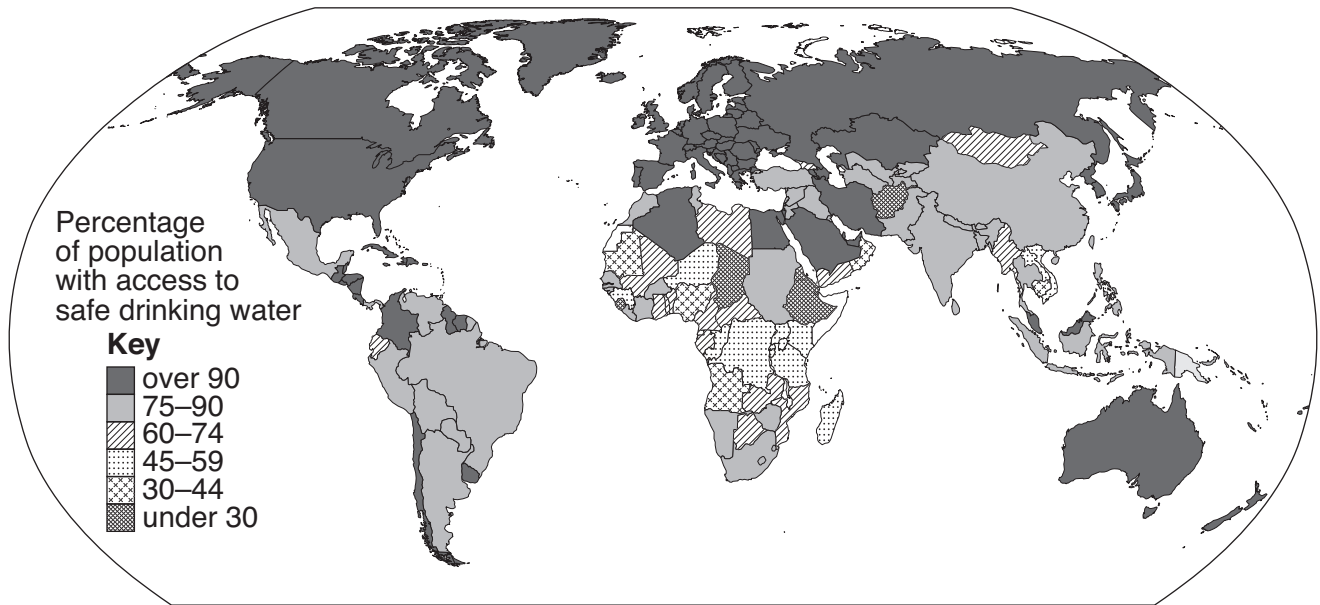 Percentage
of population
with access to
safe drinking water
Key
over 90
75–90
60–74
45–59
30–44
under 30